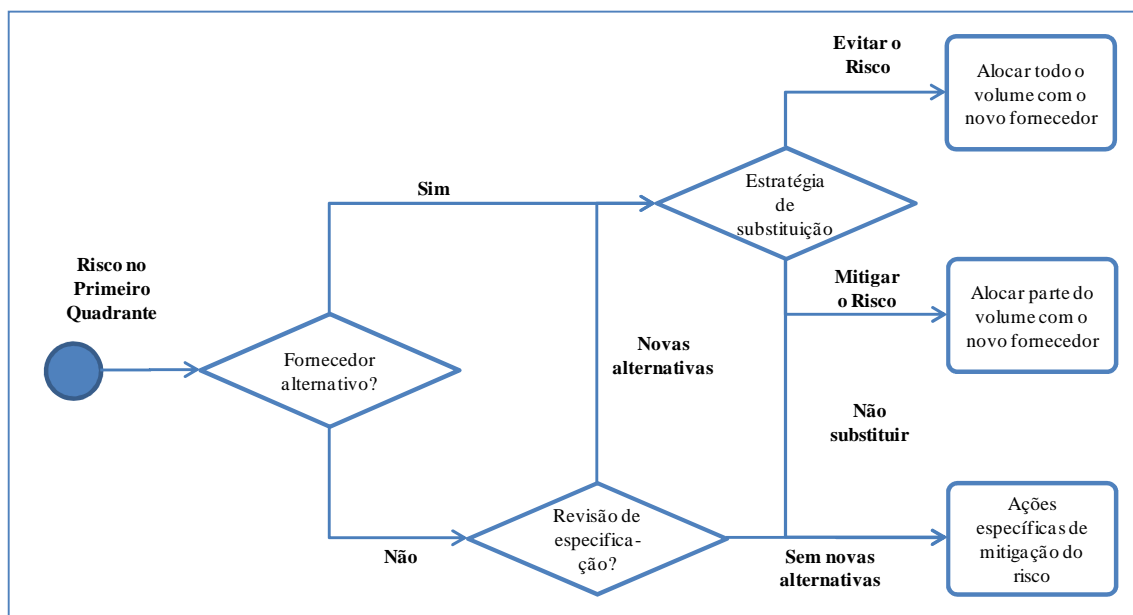 Evitar o
Risco
Alocar todo o
volume com o
novo fornecedor
Sim
Estratégia
de
substituição
Risco no
Primeiro
Quadrante
Mitigar
o Risco
Alocar parte do
volume com o
novo fornecedor
Fornecedor
alternativo?
Novas
alternativas
Não
substituir
Revisão de
especifica-
ção?
Não
Sem novas
alternativas
Ações
específicas de
mitigação do
risco